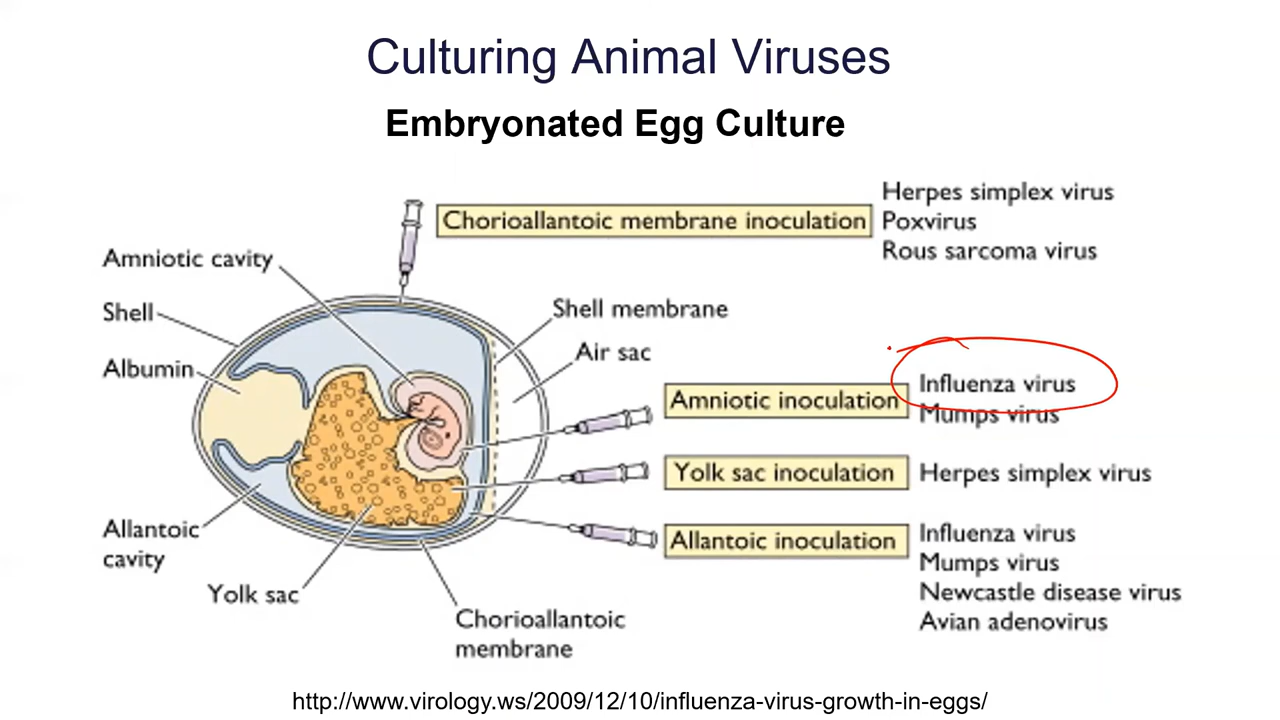 Culturing Animal Viruses
Embryonated Egg Culture
Chorioallantoic membrane inoculation
Herpes simplex virus
Poxvirus
Rous sarcoma virus
Amniotic cavity
Shell
Albumin
Shell membrane
Air sac
Amniotic inoculation
Influenza virus
Mumps virus
Yolk sac inoculation
Herpes simplex virus
Allantoic inoculation
Influenza virus
Mumps virus
Newcastle disease virus
Avian adenovirus
Allantoic
cavity
Yolk sac
Chorioallantoic
membrane
http://www.virology.ws/2009/12/10/influenza-virus-growth-in-eggs/